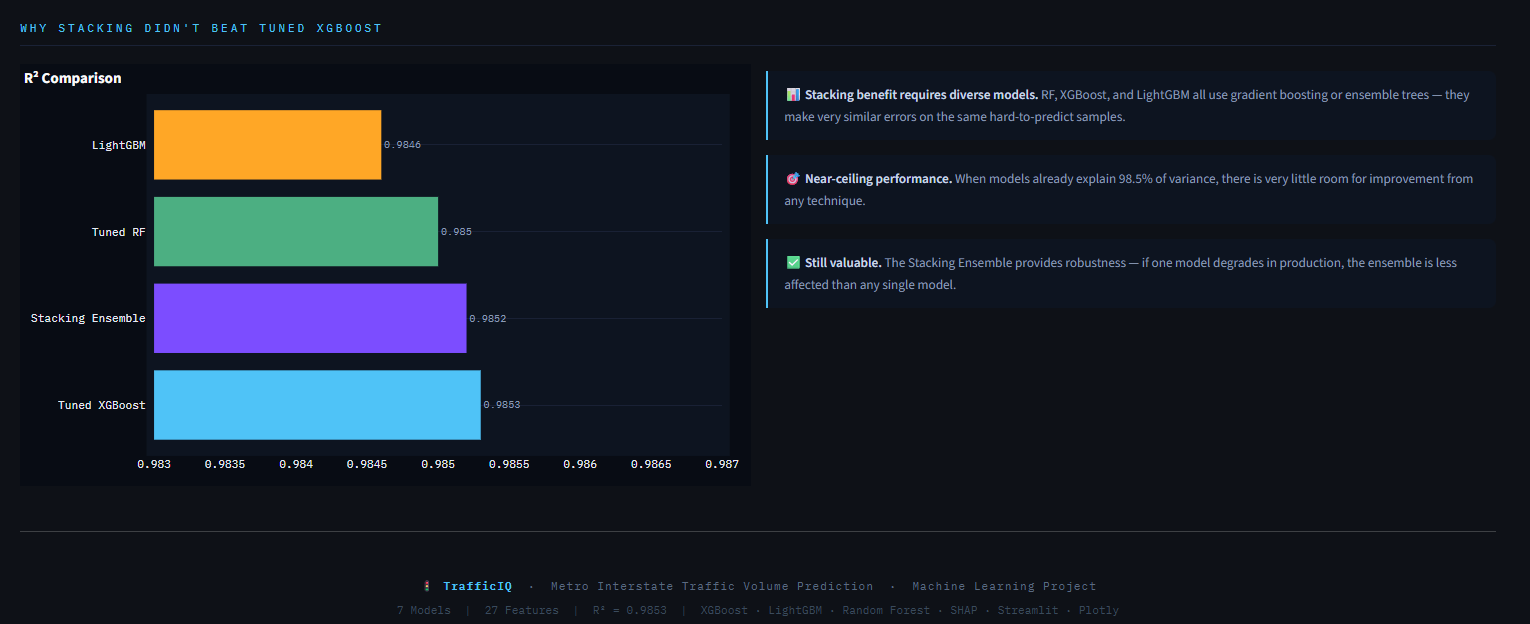 WHY STACKING DIDN'T BEAT TUNED XGBOOST
R² Comparison
LightGBM
0.9846
Tuned RF
0.985
Stacking Ensemble
0.9852
Tuned XGBoost
0.9853
0.983 0.9835 0.984 0.9845 0.985 0.9855 0.986 0.9865 0.987
📊 Stacking benefit requires diverse models. RF, XGBoost, and LightGBM all use gradient boosting or ensemble trees — they
make very similar errors on the same hard-to-predict samples.
🎯 Near-ceiling performance. When models already explain 98.5% of variance, there is very little room for improvement from
any technique.
✅ Still valuable. The Stacking Ensemble provides robustness — if one model degrades in production, the ensemble is less
affected than any single model.
🚦 TrafficIQ · Metro Interstate Traffic Volume Prediction · Machine Learning Project
7 Models | 27 Features | R² = 0.9853 | XGBoost · LightGBM · Random Forest · SHAP · Streamlit · Plotly